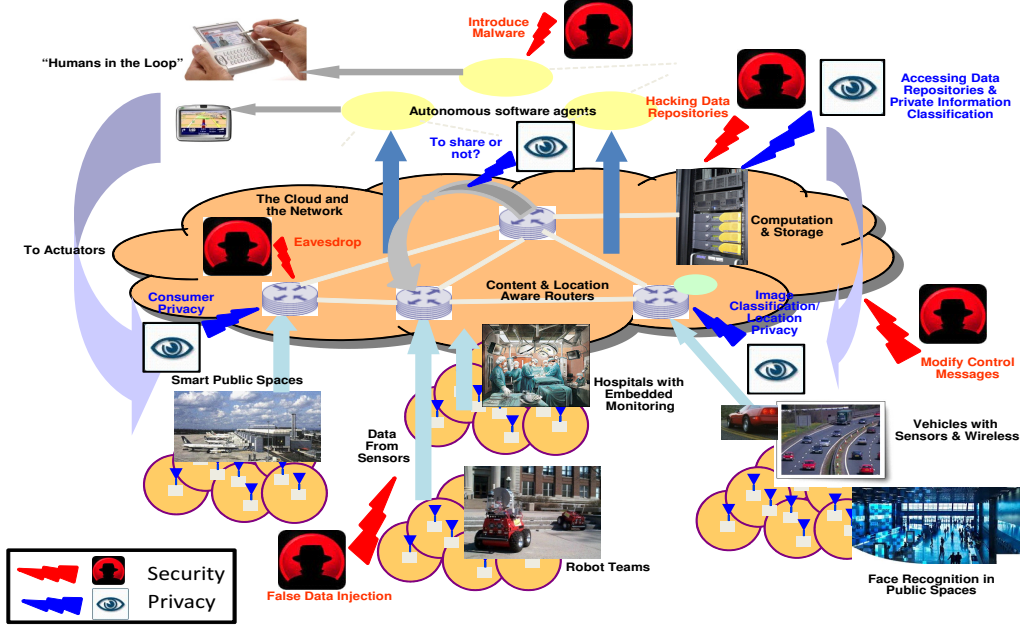 Introduce
Malware
“Humans in the Loop”
Accessing Data
Repositories &
Private Information
Classification
Hacking Data
Repositories
Autonomous software agents
To share or
not?
The Cloud and
the Network
Computation
& Storage
Eavesdrop
To Actuators
Content & Location
Aware Routers
Consumer
Privacy
Image
Classification/
Location
Privacy
Modify Control
Messages
Smart Public Spaces
Hospitals with
Embedded
Monitoring
Vehicles with
Sensors & Wireless
Data
From
Sensors
Robot Teams
Face Recognition in
Public Spaces
False Data Injection
Security
Privacy